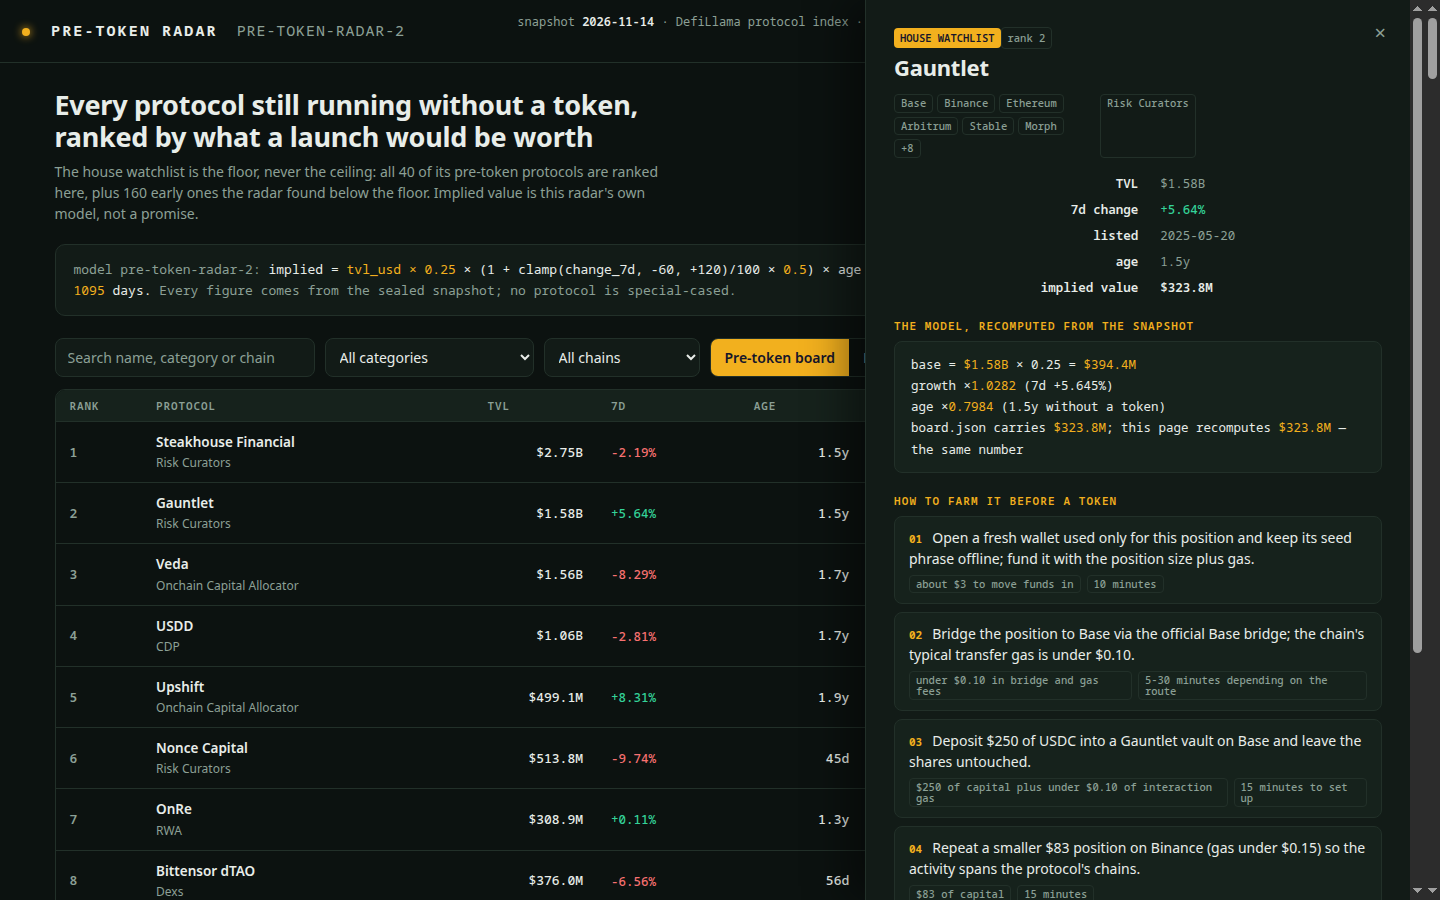 PRE-TOKEN RADAR PRE-TOKEN-RADAR-2
snapshot 2026-11-14 · DefiLlama protocol index ·
Every protocol still running without a token,
ranked by what a launch would be worth
The house watchlist is the floor, never the ceiling: all 40 of its pre-token protocols are ranked
here, plus 160 early ones the radar found below the floor. Implied value is this radar's own
model, not a promise.
model pre-token-radar-2: implied = tvl_usd × 0.25 × (1 + clamp(change_7d, -60, +120)/100 × 0.5) × age
1095 days. Every figure comes from the sealed snapshot; no protocol is special-cased.
Search name, category or chain
All categories
All chains
Pre-token board
RANK PROTOCOL TVL 7D AGE
1 Steakhouse Financial $2.75B -2.19% 1.5y
Risk Curators
2 Gauntlet $1.58B +5.64% 1.5y
Risk Curators
3 Veda $1.56B -8.29% 1.7y
Onchain Capital Allocator
4 USDD $1.06B -2.81% 1.7y
CDP
5 Upshift $499.1M +8.31% 1.9y
Onchain Capital Allocator
6 Nonce Capital $513.8M -9.74% 45d
Risk Curators
7 OnRe $308.9M +0.11% 1.3y
RWA
8 Bittensor dTAO $376.0M -6.56% 56d
Dexs
HOUSE WATCHLIST rank 2
×
Gauntlet
Base Binance Ethereum
Arbitrum Stable Morph
+8
Risk Curators
TVL $1.58B
7d change +5.64%
listed 2025-05-20
age 1.5y
implied value $323.8M
THE MODEL, RECOMPUTED FROM THE SNAPSHOT
base = $1.58B × 0.25 = $394.4M
growth ×1.0282 (7d +5.645%)
age ×0.7984 (1.5y without a token)
board.json carries $323.8M; this page recomputes $323.8M —
the same number
HOW TO FARM IT BEFORE A TOKEN
01 Open a fresh wallet used only for this position and keep its seed
phrase offline; fund it with the position size plus gas.
about $3 to move funds in 10 minutes
02 Bridge the position to Base via the official Base bridge; the chain's
typical transfer gas is under $0.10.
under $0.10 in bridge and gas
fees
5-30 minutes depending on the
route
03 Deposit $250 of USDC into a Gauntlet vault on Base and leave the
shares untouched.
$250 of capital plus under $0.10 of interaction
gas
15 minutes to set
up
04 Repeat a smaller $83 position on Binance (gas under $0.15) so the
activity spans the protocol's chains.
$83 of capital 15 minutes